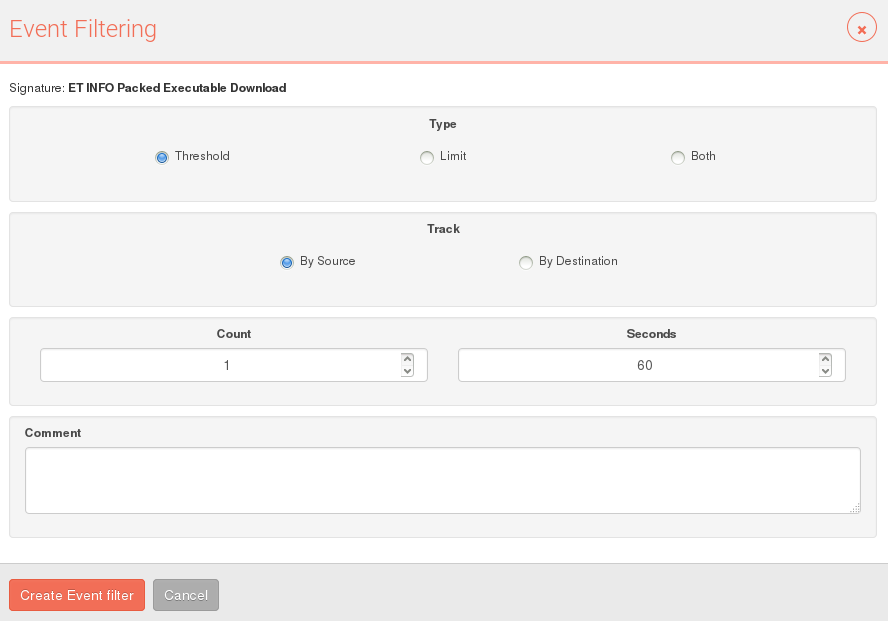 Event Filtering
Signature: ET INFO Packed Executable Download
Type
Threshold Limit Both
Track
By Source By Destination
Count Seconds
1 60
Comment
Create Event filter Cancel